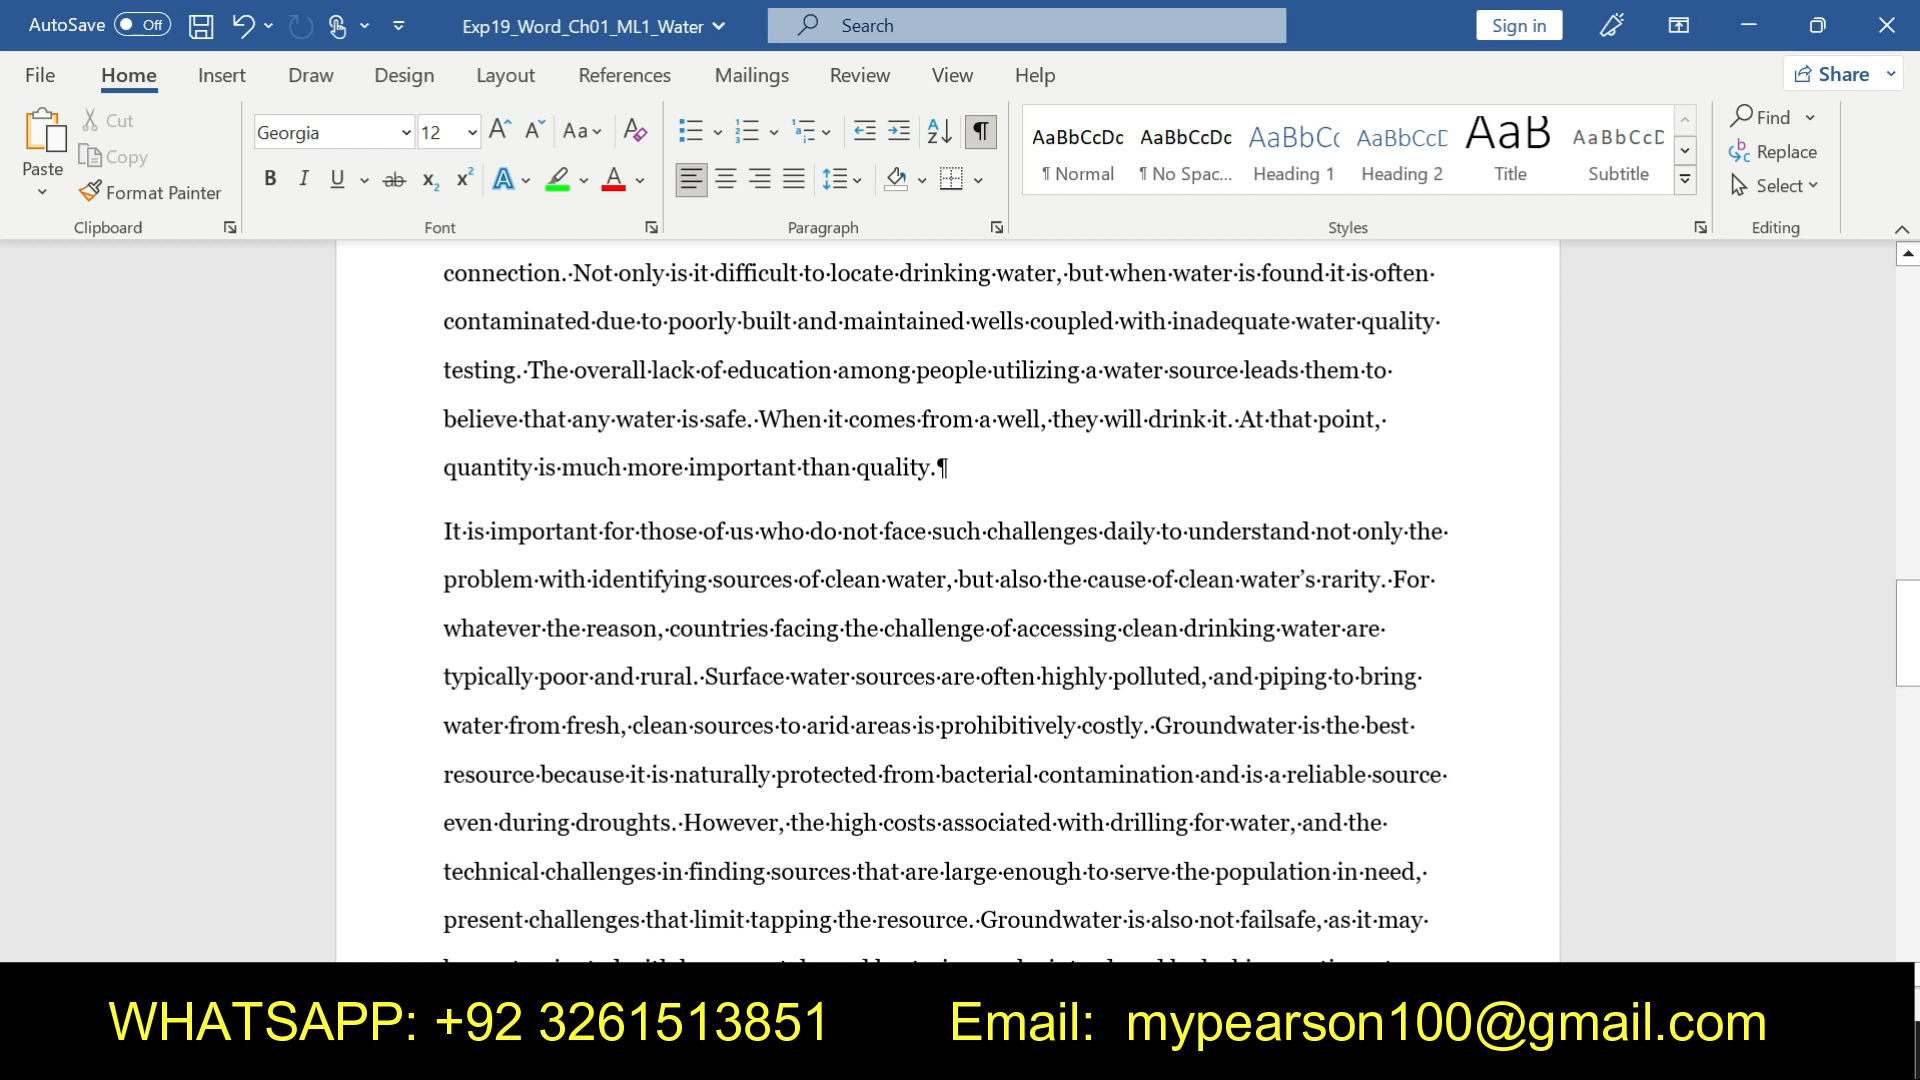 AutoSave Off Exp19_Word_Ch01_ML1_Water Search Sign in
File Home Insert Draw Design Layout References Mailings Review View Help Share
Paste
Cut
Copy
Format Painter
Clipboard
Georgia 12
Font
Paragraph
AaBbCcDc AaBbCcDc AaBbCc AaBbCcD AaB AaBbCcD
¶ Normal ¶ No Spac... Heading 1 Heading 2 Title Subtitle
Styles
Find
Replace
Select
Editing
connection.·Not·only·is·it·difficult·to·locate·drinking·water,·but·when·water·is·found·it·is·often·
contaminated·due·to·poorly·built·and·maintained·wells·coupled·with·inadequate·water·quality·
testing.·The·overall·lack·of·education·among·people·utilizing·a·water·source·leads·them·to·
believe·that·any·water·is·safe.·When·it·comes·from·a·well,·they·will·drink·it.·At·that·point,·
quantity·is·much·more·important·than·quality.¶
It·is·important·for·those·of·us·who·do·not·face·such·challenges·daily·to·understand·not·only·the·
problem·with·identifying·sources·of·clean·water,·but·also·the·cause·of·clean·water’s·rarity.·For·
whatever·the·reason,·countries·facing·the·challenge·of·accessing·clean·drinking·water·are·
typically·poor·and·rural.·Surface·water·sources·are·often·highly·polluted,·and·piping·to·bring·
water·from·fresh,·clean·sources·to·arid·areas·is·prohibitively·costly.·Groundwater·is·the·best·
resource·because·it·is·naturally·protected·from·bacterial·contamination·and·is·a·reliable·source·
even·during·droughts.·However,·the·high·costs·associated·with·drilling·for·water,·and·the·
technical·challenges·in·finding·sources·that·are·large·enough·to·serve·the·population·in·need,·
present·challenges·that·limit·tapping·the·resource.·Groundwater·is·also·not·failsafe,·as·it·may·
WHATSAPP: +92 3261513851 Email: mypearson100@gmail.com